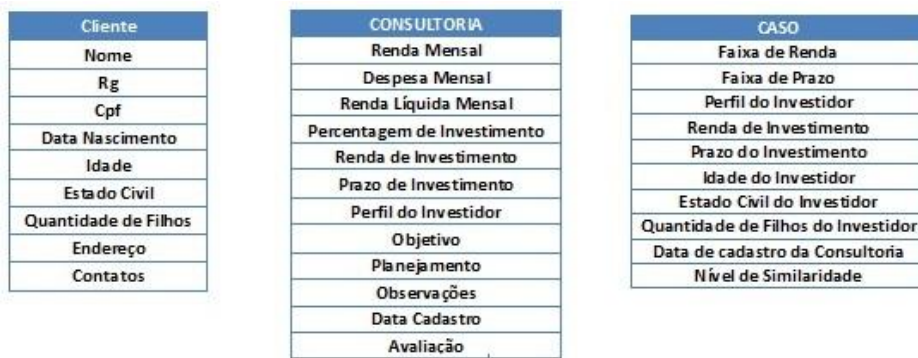 Cliente
Nome
Rg
Cpf
Data Nascimento
Idade
Estado Civil
Quantidade de Filhos
Endereço
Contatos
CONSULTORIA
Renda Mensal
Despesa Mensal
Renda Líquida Mensal
Percentagem de Investimento
Renda de Investimento
Prazo de Investimento
Perfil do Investidor
Objetivo
Planejamento
Observações
Data Cadastro
Avaliação
CASO
Faixa de Renda
Faixa de Prazo
Perfil do Investidor
Renda de Investimento
Prazo do Investimento
Idade do Investidor
Estado Civil do Investidor
Quantidade de Filhos do Investidor
Data de cadastro da Consultoria
Nível de Similaridade